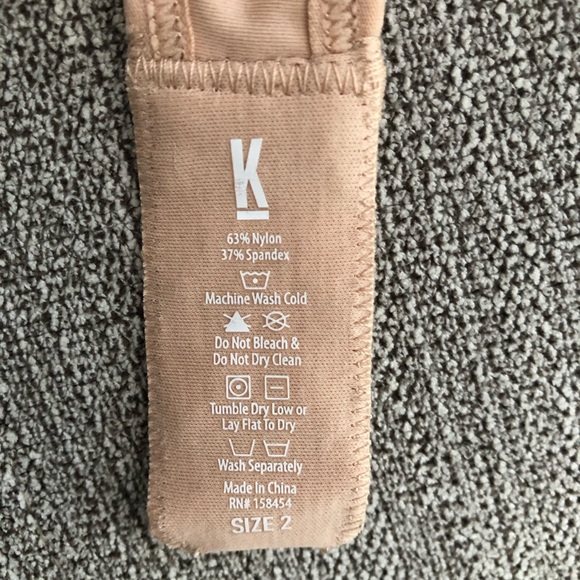 K
63% Nylon
37% Spandex
Machine Wash Cold
Do Not Bleach &
Do Not Dry Clean
Tumble Dry Low or
Lay Flat To Dry
Wash Separately
Made In China
RN# 158454
SIZE 2